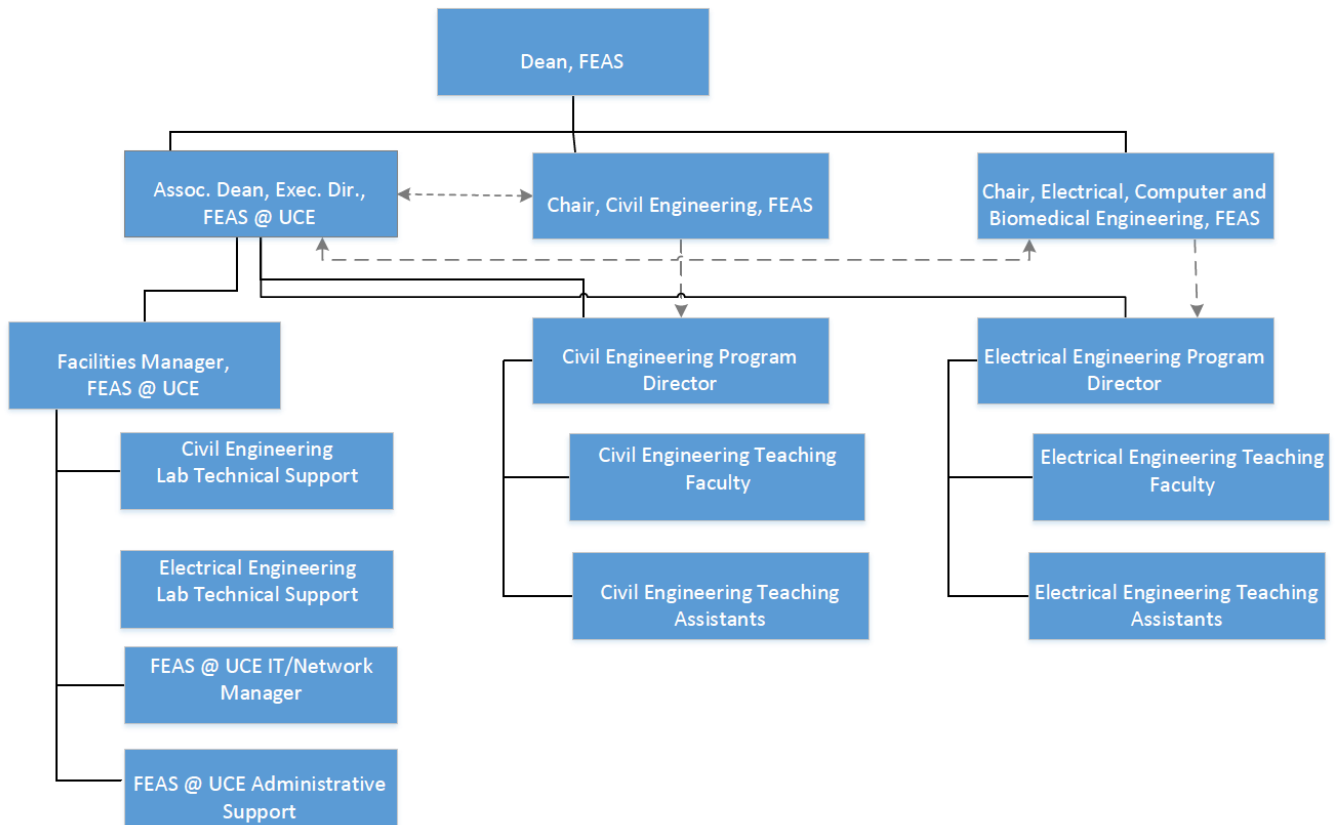 Dean, FEAS
Assoc. Dean, Exec. Dir.,
FEAS @ UCE
Chair, Civil Engineering, FEAS
Chair, Electrical, Computer and
Biomedical Engineering, FEAS
Facilities Manager,
FEAS @ UCE
Civil Engineering Program
Director
Electrical Engineering Program
Director
Civil Engineering
Lab Technical Support
Civil Engineering Teaching
Faculty
Electrical Engineering Teaching
Faculty
Electrical Engineering
Lab Technical Support
Civil Engineering Teaching
Assistants
Electrical Engineering Teaching
Assistants
FEAS @ UCE IT/Network
Manager
FEAS @ UCE Administrative
Support